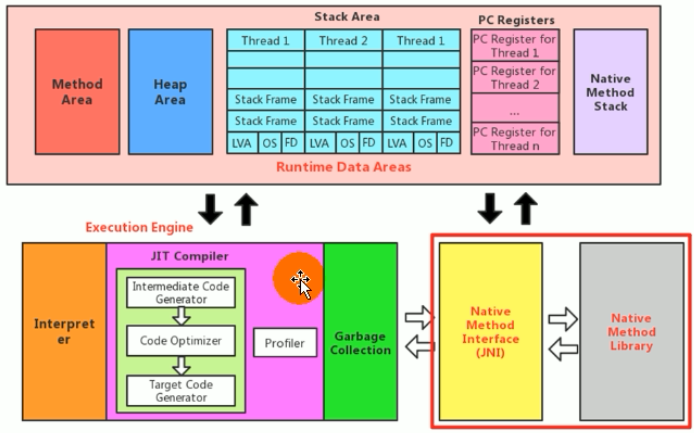 Stack Area
PC Registers
Method
Area
Heap
Area
Thread 1
Thread 2
Thread 1
Stack Frame
Stack Frame
Stack Frame
Stack Frame
Stack Frame
Stack Frame
LVA
OS
FD
LVA
OS
FD
LVA
OS
FD
PC Register for
Thread 1
PC Register for
Thread 2
...
PC Register for
Thread n
Native
Method
Stack
Runtime Data Areas
Execution Engine
Interpret
er
JIT Compiler
Intermediate Code
Generator
Code Optimizer
Target Code
Generator
Profiler
Garbage
Collection
Native
Method
Interface
(JNI)
Native
Method
Library